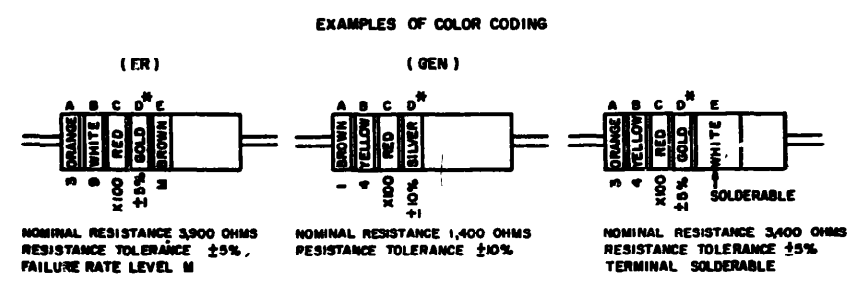 EXAMPLES OF COLOR CODING
(ER)
A B C D* E
ORANGE WHITE RED GOLD BROWN
3 9 X100 ±5% M
NOMINAL RESISTANCE 3,900 OHMS
RESISTANCE TOLERANCE ±5%,
FAILURE RATE LEVEL M
(GEN)
A B C D*
BROWN YELLOW RED SILVER
1 4 X100 ±10%
+1
NOMINAL RESISTANCE 1,400 OHMS
RESISTANCE TOLERANCE ±10%
A B C D* E
ORANGE YELLOW RED GOLD WHITE
3 4 X100 ±5%
SOLDERABLE
NOMINAL RESISTANCE 3,400 OHMS
RESISTANCE TOLERANCE ±5%
TERMINAL SOLDERABLE